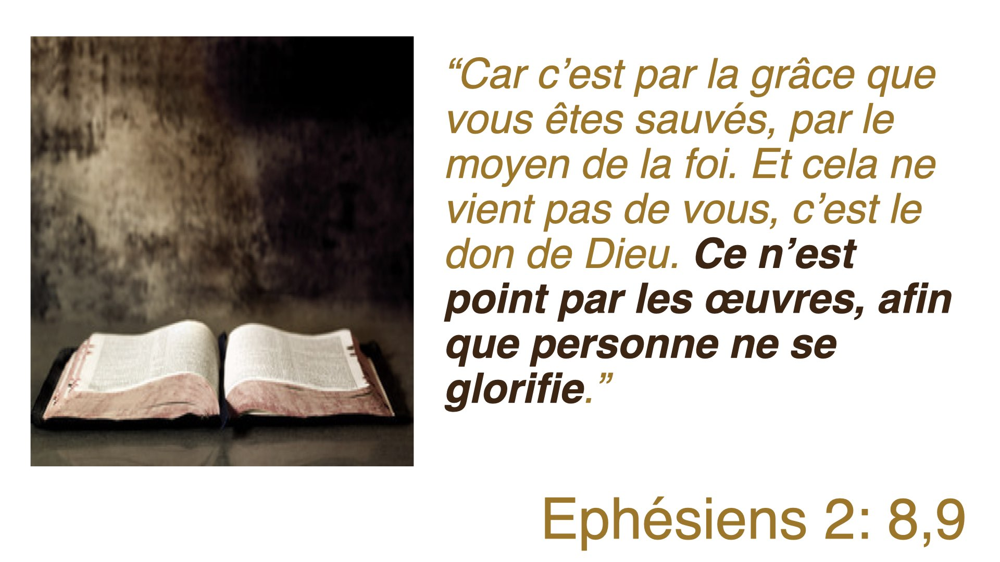 “Car c’est par la grâce que
vous êtes sauvés, par le
moyen de la foi. Et cela ne
vient pas de vous, c’est le
don de Dieu. Ce n’est
point par les œuvres, afin
que personne ne se
glorifie.”
Ephésiens 2: 8,9